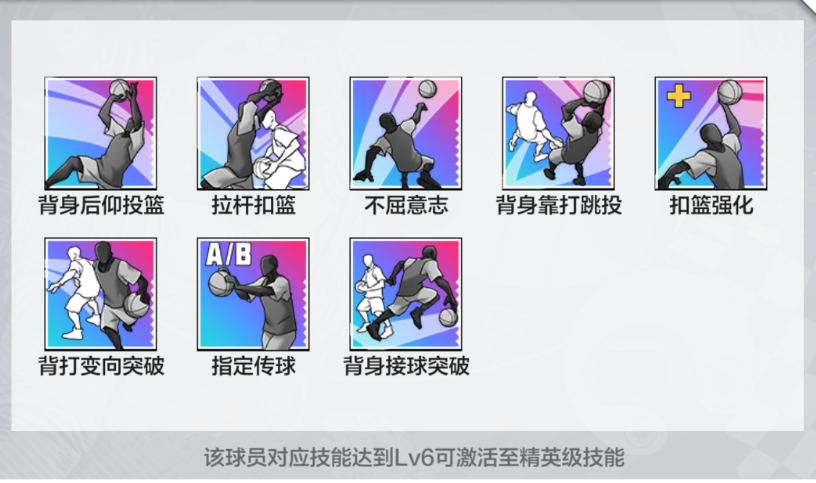 背身后仰投篮
拉杆扣篮
不屈意志
背身靠打跳投
扣篮强化
A/B
背打变向突破
指定传球
背身接球突破
该球员对应技能达到Lv6可激活至精英级技能